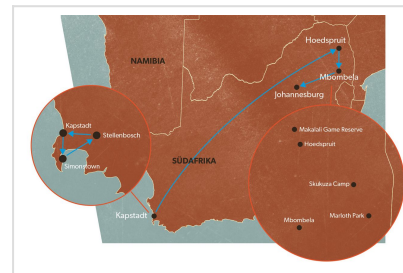 Hoedspruit
NAMIBIA
Mbombela
Johannesburg
Kapstadt
Stellenbosch
Simonstown
SÜDAFRIKA
Kapstadt
Makalali Game Reserve
Hoedspruit
Skukuza Camp
Marloth Park
Mbombela